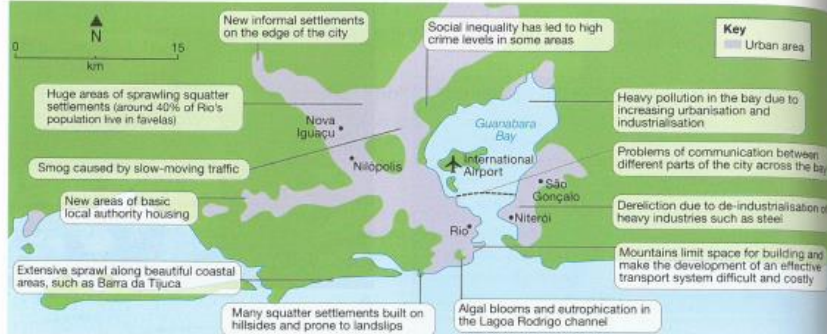 N
0 15
km
New informal settlements
on the edge of the city
Social inequality has led to high
crime levels in some areas
Key
Urban area
Huge areas of sprawling squatter
settlements (around 40% of Rio's
population live in favelas)
Heavy pollution in the bay due to
increasing urbanisation and
industrialisation
Nova
Iguaçu
Guanabara
Bay
Smog caused by slow-moving traffic
Nilópolis
International
Airport
Problems of communication between
different parts of the city across the bay
São
Gonçalo
New areas of basic
local authority housing
Dereliction due to de-industrialisation of
heavy industries such as steel
Rio
Niterói
Extensive sprawl along beautiful coastal
areas, such as Barra da Tijuca
Mountains limit space for building and
make the development of an effective
transport system difficult and costly
Many squatter settlements built on
hillsides and prone to landslips
Algal blooms and eutrophication in
the Lagoa Rodrigo channel